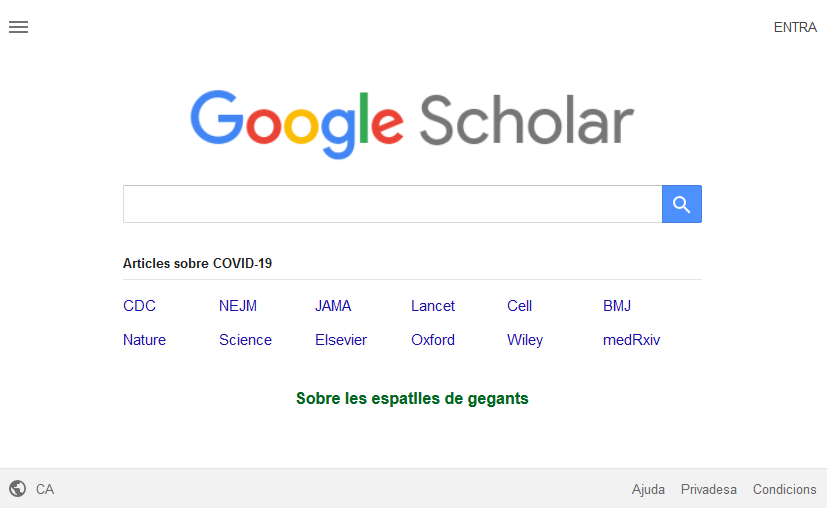 ENTRA
Google Scholar
Articles sobre COVID-19
CDC NEJM JAMA Lancet Cell BMJ
Nature Science Elsevier Oxford Wiley medRxiv
Sobre les espatlles de gegants
CA Ajuda Privadesa Condicions